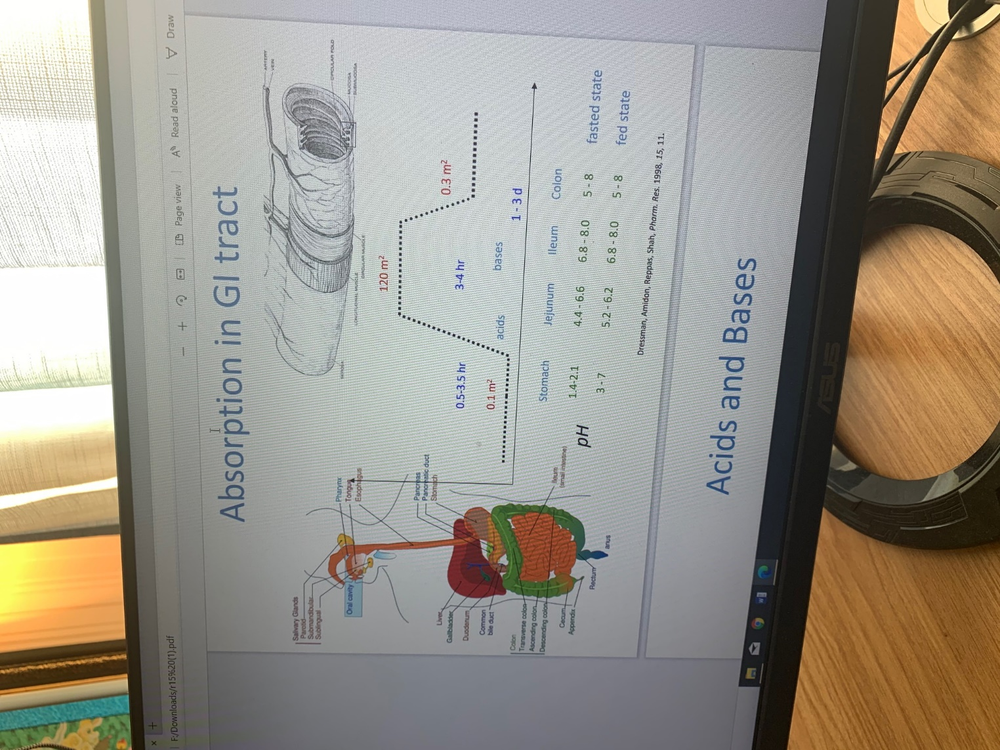 Draw
Read aloud
Page view
F:/Downloads/r15%20(1).pdf
Absorption in GI tract
ARTERY
VEIN
CIRCULAR FOLD
MUCOSA
SUBMUCOSA
CIRCULAR MUSCLE
LONGITUDINAL MUSCLE
SEROSA
Salivary Glands
Parotid
Submandibular
Sublingual
Oral cavity
Pharynx
Tongue
Esophagus
Pancreas
Pancreatic duct
Stomach
Liver
Gallbladder
Duodenum
Common
bile duct
Colon
Transverse colon
Ascending colon
Descending colon
Cecum
Appendix
Ileum
(small intestine)
Rectum
anus
120 m²
0.3 m²
0.5-3.5 hr
3-4 hr
0.1 m²
acids
bases
1 - 3 d
Stomach Jejunum Ileum Colon
pH
1.4-2.1 4.4 - 6.6 6.8 - 8.0 5 - 8 fasted state
3 - 7 5.2 - 6.2 6.8 - 8.0 5 - 8 fed state
Dressman, Amidon, Reppas, Shah, Pharm. Res. 1998, 15, 11.
Acids and Bases
ASUS